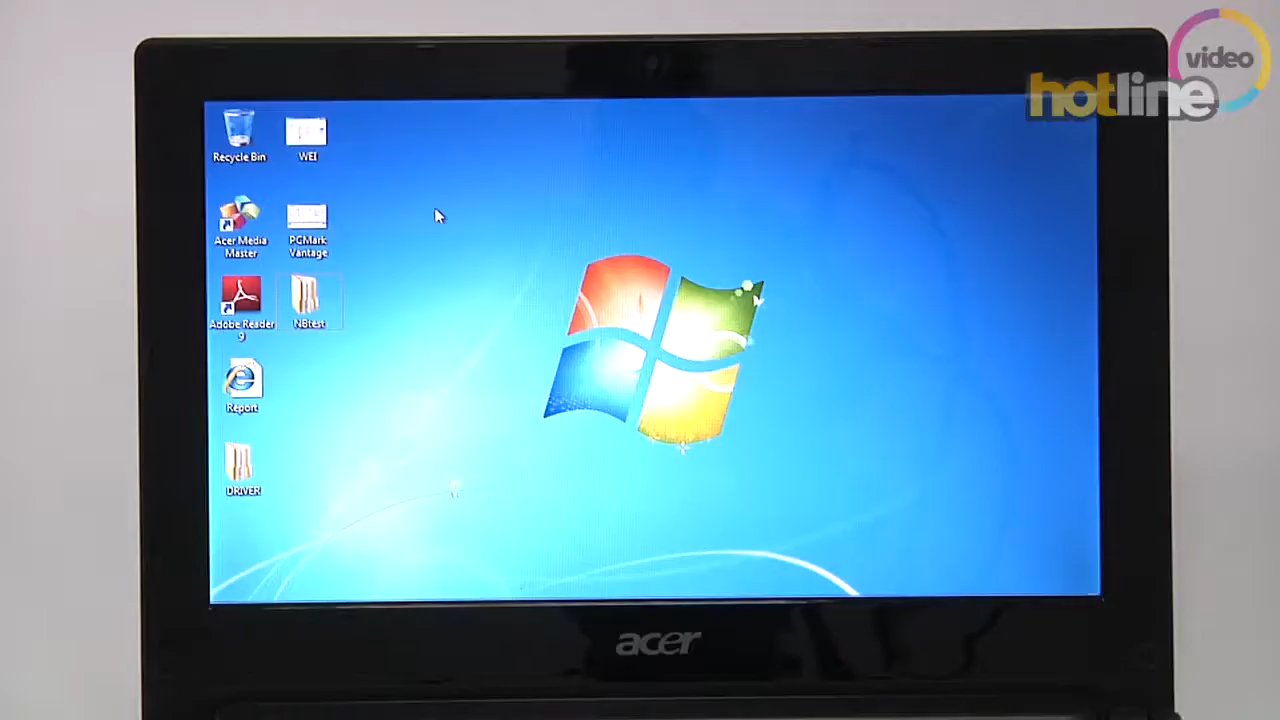 video
hotline
Recycle Bin
WEI
Acer Media
Master
PCMark
Vantage
Adobe Reader
9
NBtest
Report
DRIVER
acer